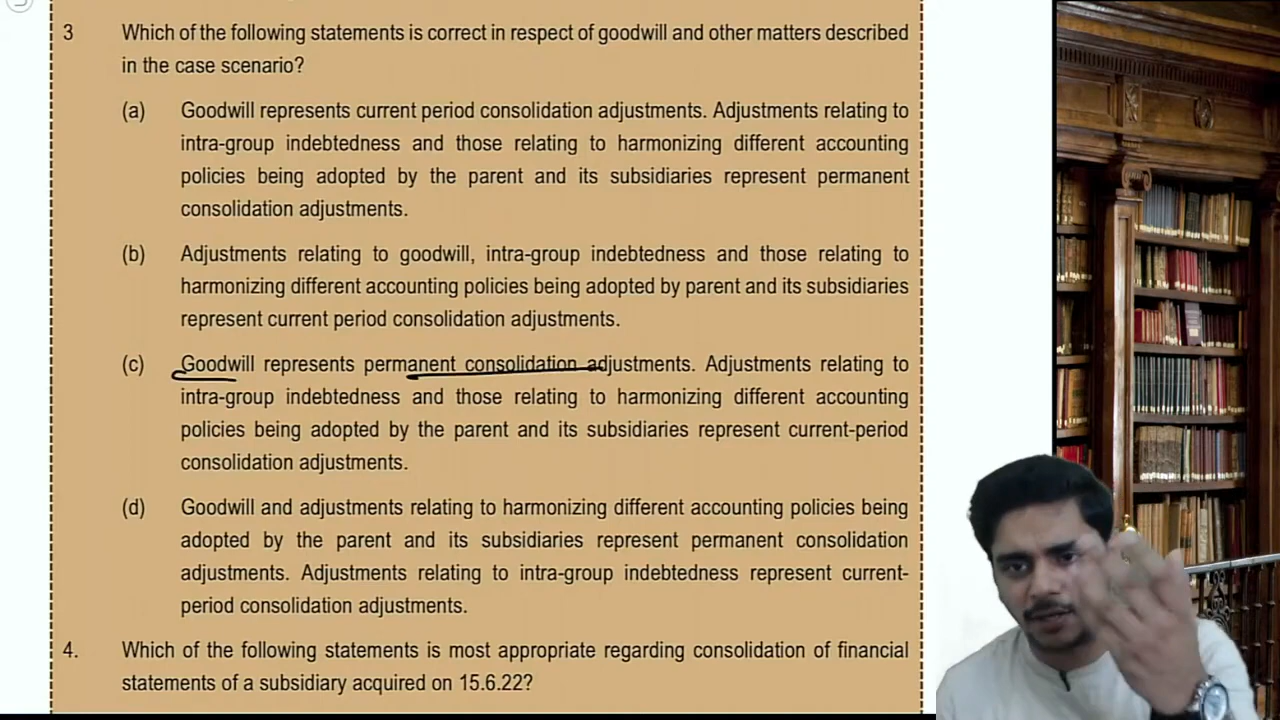 3 Which of the following statements is correct in respect of goodwill and other matters described
in the case scenario?
(a) Goodwill represents current period consolidation adjustments. Adjustments relating to
intra-group indebtedness and those relating to harmonizing different accounting
policies being adopted by the parent and its subsidiaries represent permanent
consolidation adjustments.
(b) Adjustments relating to goodwill, intra-group indebtedness and those relating to
harmonizing different accounting policies being adopted by parent and its subsidiaries
represent current period consolidation adjustments.
(c) Goodwill represents permanent consolidation adjustments. Adjustments relating to
intra-group indebtedness and those relating to harmonizing different accounting
policies being adopted by the parent and its subsidiaries represent current-period
consolidation adjustments.
(d) Goodwill and adjustments relating to harmonizing different accounting policies being
adopted by the parent and its subsidiaries represent permanent consolidation
adjustments. Adjustments relating to intra-group indebtedness represent current-
period consolidation adjustments.
4. Which of the following statements is most appropriate regarding consolidation of financial
statements of a subsidiary acquired on 15.6.22?